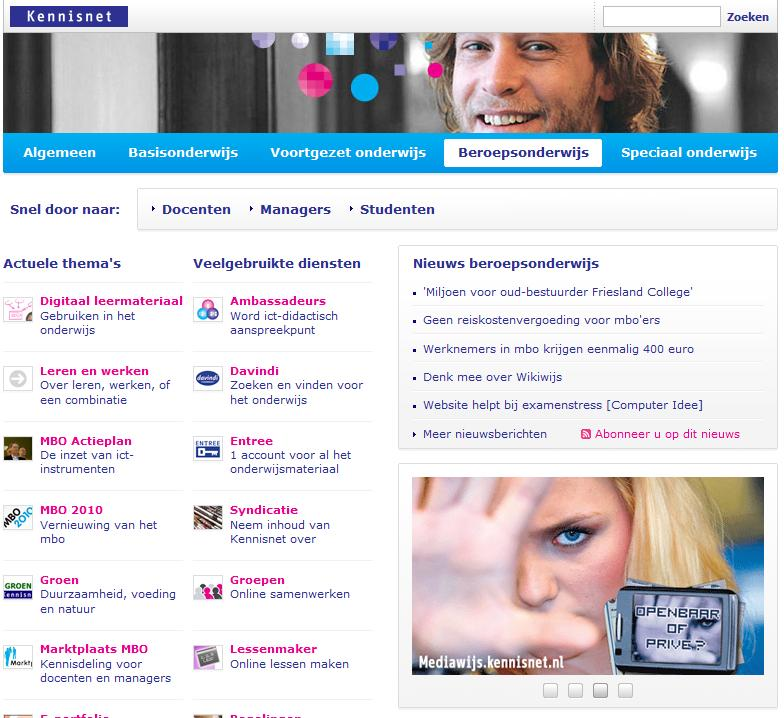 Kennisnet
Zoeken
Algemeen
Basisonderwijs
Voortgezet onderwijs
Beroepsonderwijs
Speciaal onderwijs
Snel door naar:
Docenten
Managers
Studenten
Actuele thema's
Digitaal leermateriaal
Gebruiken in het
onderwijs
Leren en werken
Over leren, werken, of
een combinatie
MBO Actieplan
De inzet van ict-
instrumenten
MBO 2010
MBO 2010
Vernieuwing van het
mbo
GROEN
Groen
Duurzaamheid, voeding
en natuur
Markt
Marktplaats MBO
Kennisdeling voor
docenten en managers
Veelgebruikte diensten
Ambassadeurs
Word ict-didactisch
aanspreekpunt
davindi
Davindi
Zoeken en vinden voor
het onderwijs
ENTREE
Entree
1 account voor al het
onderwijsmateriaal
Syndicatie
Neem inhoud van
Kennisnet over
Groepen
Online samenwerken
Lessenmaker
Online lessen maken
Nieuws beroepsonderwijs
'Miljoen voor oud-bestuurder Friesland College'
Geen reiskostenvergoeding voor mbo'ers
Werknemers in mbo krijgen eenmalig 400 euro
Denk mee over Wikiwijs
Website helpt bij examenstress [Computer Idee]
Meer nieuwsberichten
Abonneer u op dit nieuws
OPENBAAR
OF
PRIVE?
Mediawijs.kennisnet.nl